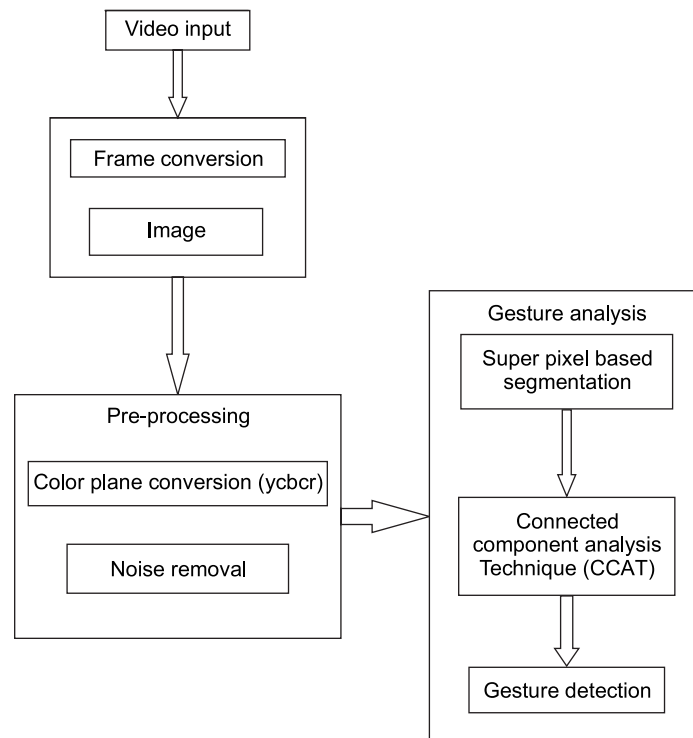 Video input
Frame conversion
Image
Pre-processing
Color plane conversion (ycbcr)
Noise removal
Gesture analysis
Super pixel based
segmentation
Connected
component analysis
Technique (CCAT)
Gesture detection